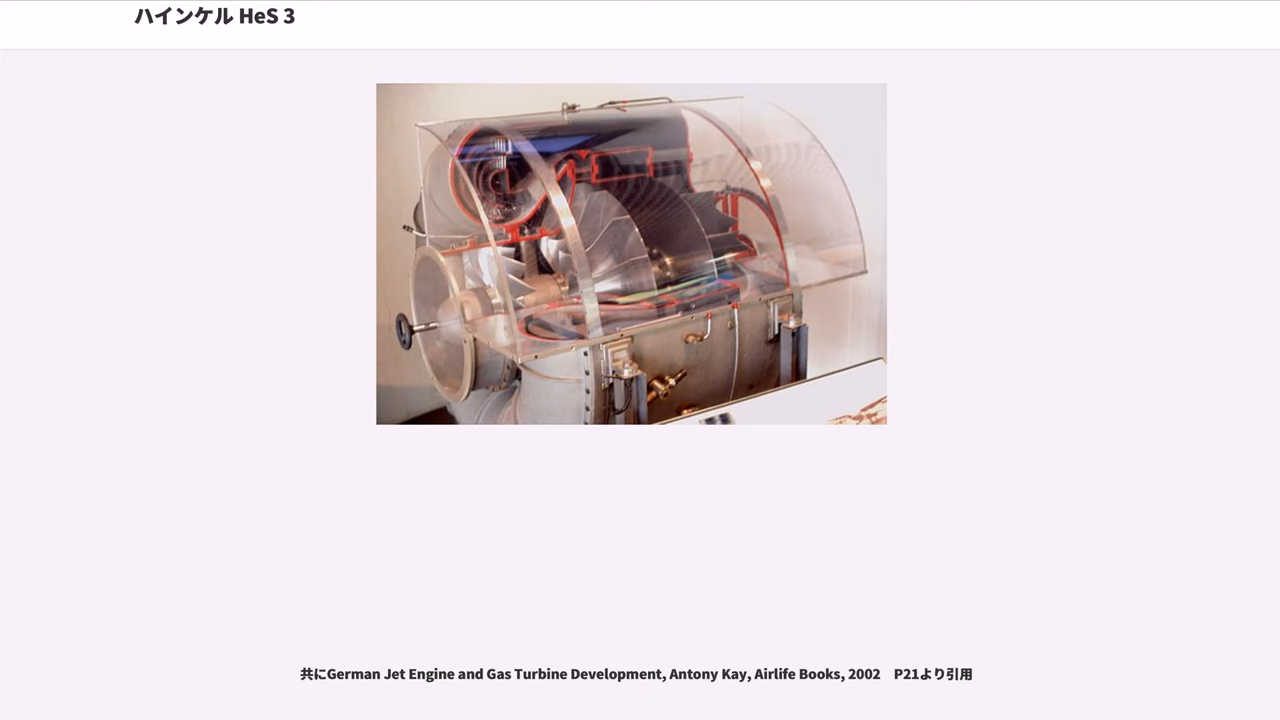 ハインケル HeS 3
共にGerman Jet Engine and Gas Turbine Development, Antony Kay, Airlife Books, 2002　P21より引用